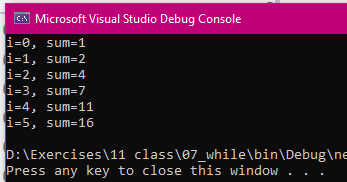 Microsoft Visual Studio Debug Console
i=0, sum=1
i=1, sum=2
i=2, sum=4
i=3, sum=7
i=4, sum=11
i=5, sum=16
D:\Exercises\11 class\07_while\bin\Debug\ne
Press any key to close this window . . .